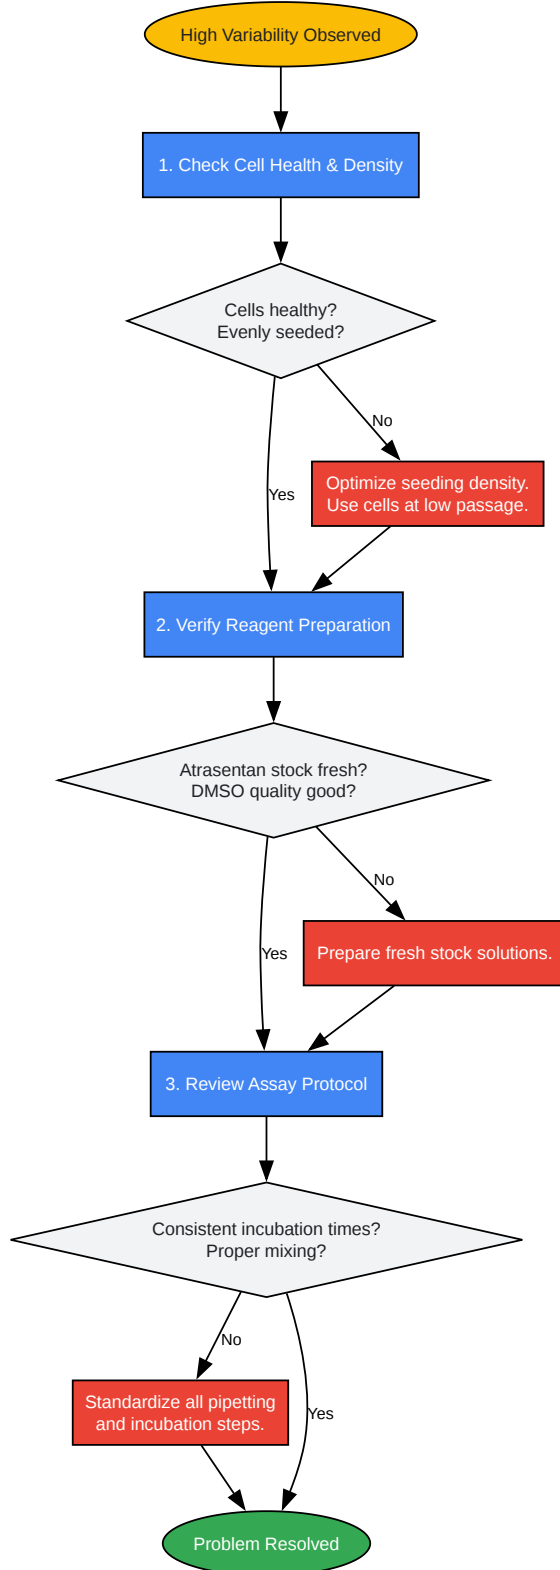 High Variability Observed
1. Check Cell Health & Density
Cells healthy?
Evenly seeded?
No
Optimize seeding density.
Use cells at low passage.
Yes
2. Verify Reagent Preparation
Atrasentan stock fresh?
DMSO quality good?
No
Prepare fresh stock solutions.
Yes
3. Review Assay Protocol
Consistent incubation times?
Proper mixing?
No
Standardize all pipetting
and incubation steps.
Yes
Problem Resolved